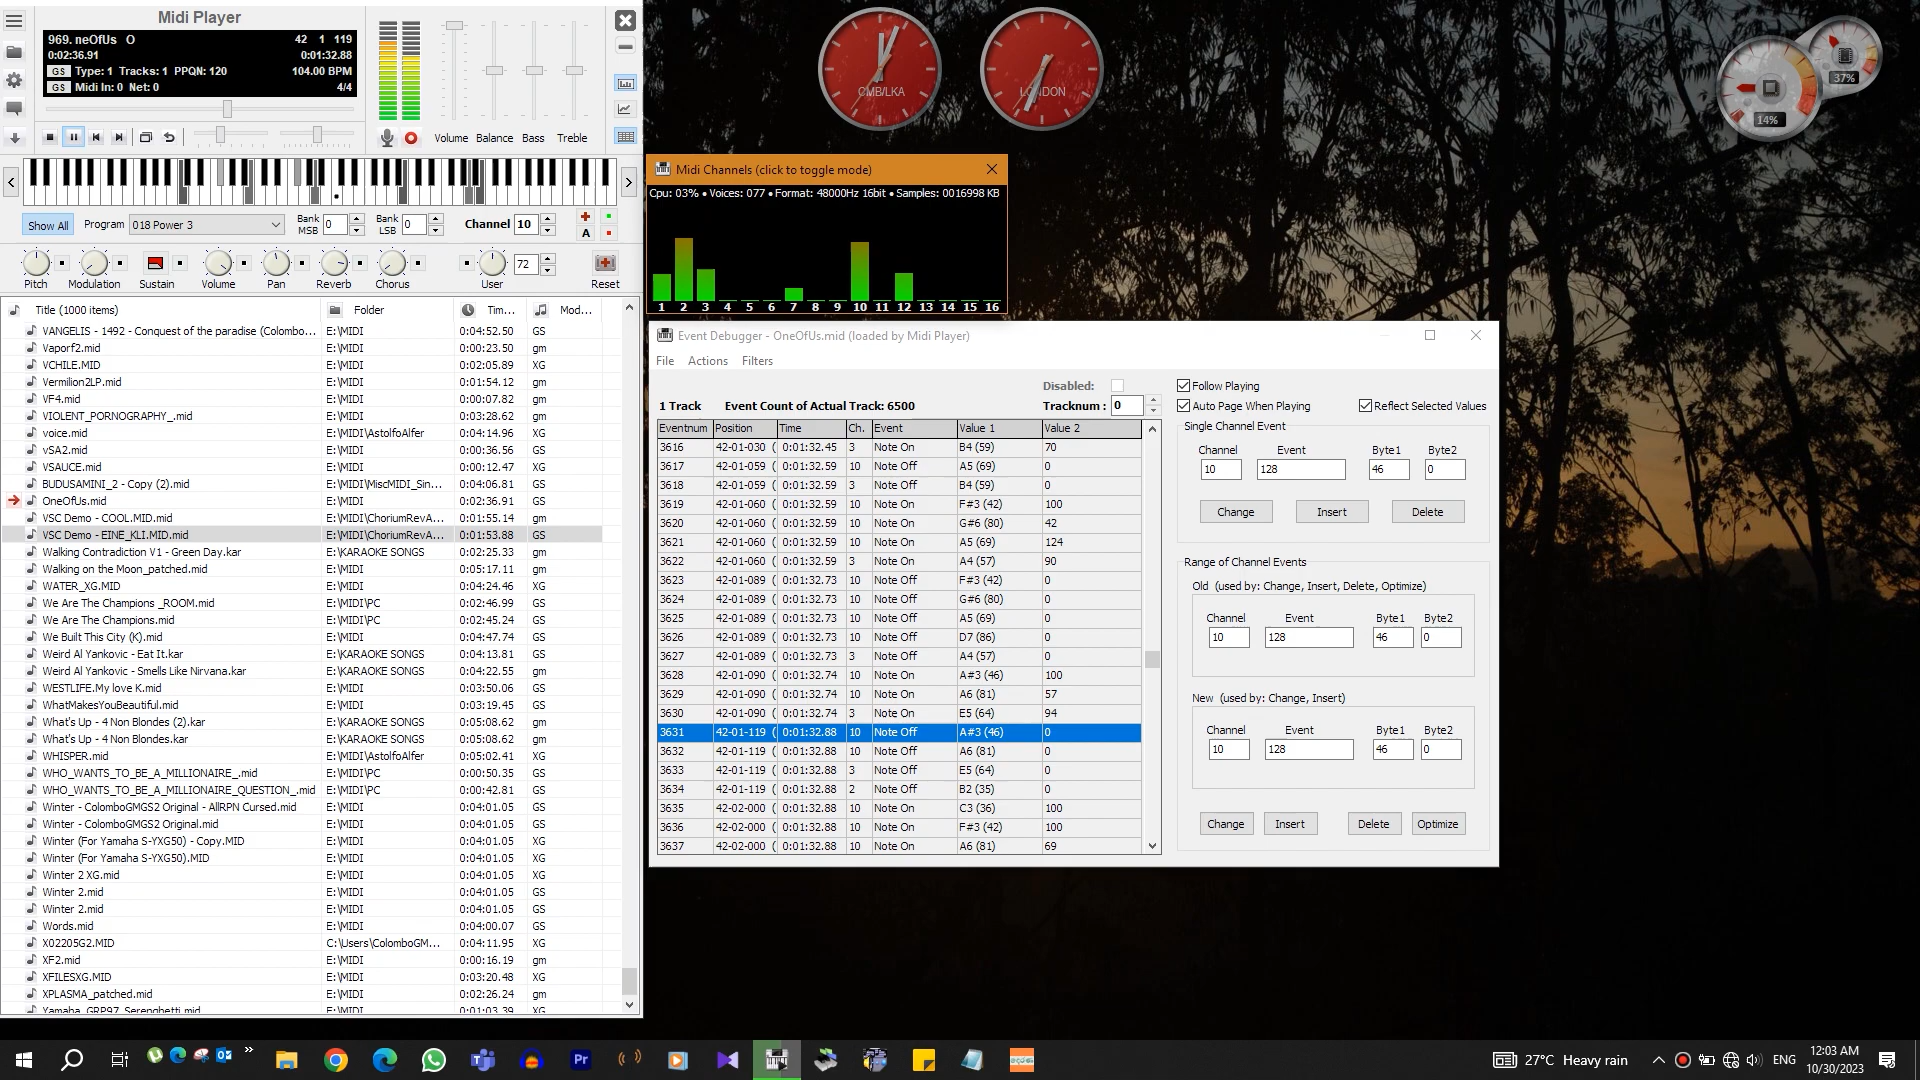 Midi Player
969. neOfUs O 42 1 119
0:02:36.91 0:01:32.88
GS Type: 1 Tracks: 1 PPQN: 120 104.00 BPM
GS Midi In: 0 Net: 0 4/4
Volume Balance Bass Treble
Show All Program 018 Power 3 Bank MSB 0 Bank LSB 0 Channel 10 A
Pitch Modulation Sustain Volume Pan Reverb Chorus User 72 Reset
Title (1000 items) Folder Tim... Mod...
VANGELIS - 1492 - Conquest of the paradise (Colombo... E:\MIDI 0:04:52.50 GS
Vaporf2.mid E:\MIDI 0:00:23.50 gm
VCHILE.MID E:\MIDI 0:02:05.89 XG
Vermilion2LP.mid E:\MIDI 0:01:54.12 gm
VF4.mid E:\MIDI 0:00:07.82 gm
VIOLENT_PORNOGRAPHY_.mid E:\MIDI 0:03:28.62 gm
voice.mid E:\MIDI\AstolfoAlfer 0:04:14.96 XG
vSA2.mid E:\MIDI 0:00:36.56 GS
VSAUCE.mid E:\MIDI 0:00:12.47 XG
BUDUSAMINI_2 - Copy (2).mid E:\MIDI\MiscMIDI_Sin... 0:04:06.81 GS
OneOfUs.mid E:\MIDI 0:02:36.91 GS
VSC Demo - COOL.MID.mid E:\MIDI\ChoriumRevA... 0:01:55.14 gm
VSC Demo - EINE_KLI.MID.mid E:\MIDI\ChoriumRevA... 0:01:53.88 GS
Walking Contradiction V1 - Green Day.kar E:\KARAOKE SONGS 0:02:25.33 gm
Walking on the Moon_patched.mid E:\MIDI 0:05:17.11 gm
WATER_XG.MID E:\MIDI 0:04:24.46 XG
We Are The Champions _ROOM.mid E:\MIDI\PC 0:02:46.99 GS
We Are The Champions.mid E:\MIDI\PC 0:02:45.24 GS
We Built This City (K).mid E:\MIDI 0:04:47.74 GS
Weird Al Yankovic - Eat It.kar E:\KARAOKE SONGS 0:04:13.81 GS
Weird Al Yankovic - Smells Like Nirvana.kar E:\KARAOKE SONGS 0:04:22.55 gm
WESTLIFE.My love K.mid E:\MIDI 0:03:50.06 GS
WhatMakesYouBeautiful.mid E:\MIDI 0:03:19.45 GS
What's Up - 4 Non Blondes (2).kar E:\KARAOKE SONGS 0:05:08.62 gm
What's Up - 4 Non Blondes.kar E:\KARAOKE SONGS 0:05:08.62 gm
WHISPER.mid E:\MIDI\AstolfoAlfer 0:05:02.41 XG
WHO_WANTS_TO_BE_A_MILLIONAIRE_.mid E:\MIDI\PC 0:00:50.35 GS
WHO_WANTS_TO_BE_A_MILLIONAIRE_QUESTION_.mid E:\MIDI\PC 0:00:42.81 GS
Winter - ColomboGMGS2 Original - AllRPN Cursed.mid E:\MIDI 0:04:01.05 GS
Winter - ColomboGMGS2 Original.mid E:\MIDI 0:04:01.05 GS
Winter (For Yamaha S-YXG50) - Copy.MID E:\MIDI 0:04:01.05 XG
Winter (For Yamaha S-YXG50).MID E:\MIDI 0:04:01.05 XG
Winter 2 XG.mid E:\MIDI 0:04:01.05 XG
Winter 2.mid E:\MIDI 0:04:01.05 GS
Winter 2.mid E:\MIDI 0:04:01.05 GS
Words.mid E:\MIDI 0:04:00.07 GS
X02205G2.MID C:\Users\ColomboGM... 0:04:11.95 XG
XF2.mid E:\MIDI 0:00:16.19 gm
XFILESXG.MID E:\MIDI 0:03:20.48 XG
XPLASMA_patched.mid E:\MIDI 0:02:26.24 gm
Yamaha_GRP97_Serenghetti.mid E:\MIDI 0:01:03.39 XG
CMB/LKA
LONDON
37%
14%
Midi Channels (click to toggle mode)
Cpu: 03% • Voices: 077 • Format: 48000Hz 16bit • Samples: 0016998 KB
1 2 3 4 5 6 7 8 9 10 11 12 13 14 15 16
Event Debugger - OneOfUs.mid (loaded by Midi Player)
File Actions Filters
Disabled:
1 Track Event Count of Actual Track: 6500 Tracknum : 0
Eventnum Position Time Ch. Event Value 1 Value 2
3616 42-01-030 ( 0:01:32.45 3 Note On B4 (59) 70
3617 42-01-059 ( 0:01:32.59 10 Note Off A5 (69) 0
3618 42-01-059 ( 0:01:32.59 3 Note Off B4 (59) 0
3619 42-01-060 ( 0:01:32.59 10 Note On F#3 (42) 100
3620 42-01-060 ( 0:01:32.59 10 Note On G#6 (80) 42
3621 42-01-060 ( 0:01:32.59 10 Note On A5 (69) 124
3622 42-01-060 ( 0:01:32.59 3 Note On A4 (57) 90
3623 42-01-089 ( 0:01:32.73 10 Note Off F#3 (42) 0
3624 42-01-089 ( 0:01:32.73 10 Note Off G#6 (80) 0
3625 42-01-089 ( 0:01:32.73 10 Note Off A5 (69) 0
3626 42-01-089 ( 0:01:32.73 10 Note Off D7 (86) 0
3627 42-01-089 ( 0:01:32.73 3 Note Off A4 (57) 0
3628 42-01-090 ( 0:01:32.74 10 Note On A#3 (46) 100
3629 42-01-090 ( 0:01:32.74 10 Note On A6 (81) 57
3630 42-01-090 ( 0:01:32.74 3 Note On E5 (64) 94
3631 42-01-119 ( 0:01:32.88 10 Note Off A#3 (46) 0
3632 42-01-119 ( 0:01:32.88 10 Note Off A6 (81) 0
3633 42-01-119 ( 0:01:32.88 3 Note Off E5 (64) 0
3634 42-01-119 ( 0:01:32.88 2 Note Off B2 (35) 0
3635 42-02-000 ( 0:01:32.88 10 Note On C3 (36) 100
3636 42-02-000 ( 0:01:32.88 10 Note On F#3 (42) 100
3637 42-02-000 ( 0:01:32.88 10 Note On A6 (81) 69
Follow Playing
Auto Page When Playing Reflect Selected Values
Single Channel Event
Channel Event Byte1 Byte2
10 128 46 0
Change Insert Delete
Range of Channel Events
Old (used by: Change, Insert, Delete, Optimize)
Channel Event Byte1 Byte2
10 128 46 0
New (used by: Change, Insert)
Channel Event Byte1 Byte2
10 128 46 0
Change Insert Delete Optimize
Pr
27°C Heavy rain ENG 12:03 AM
10/30/2023